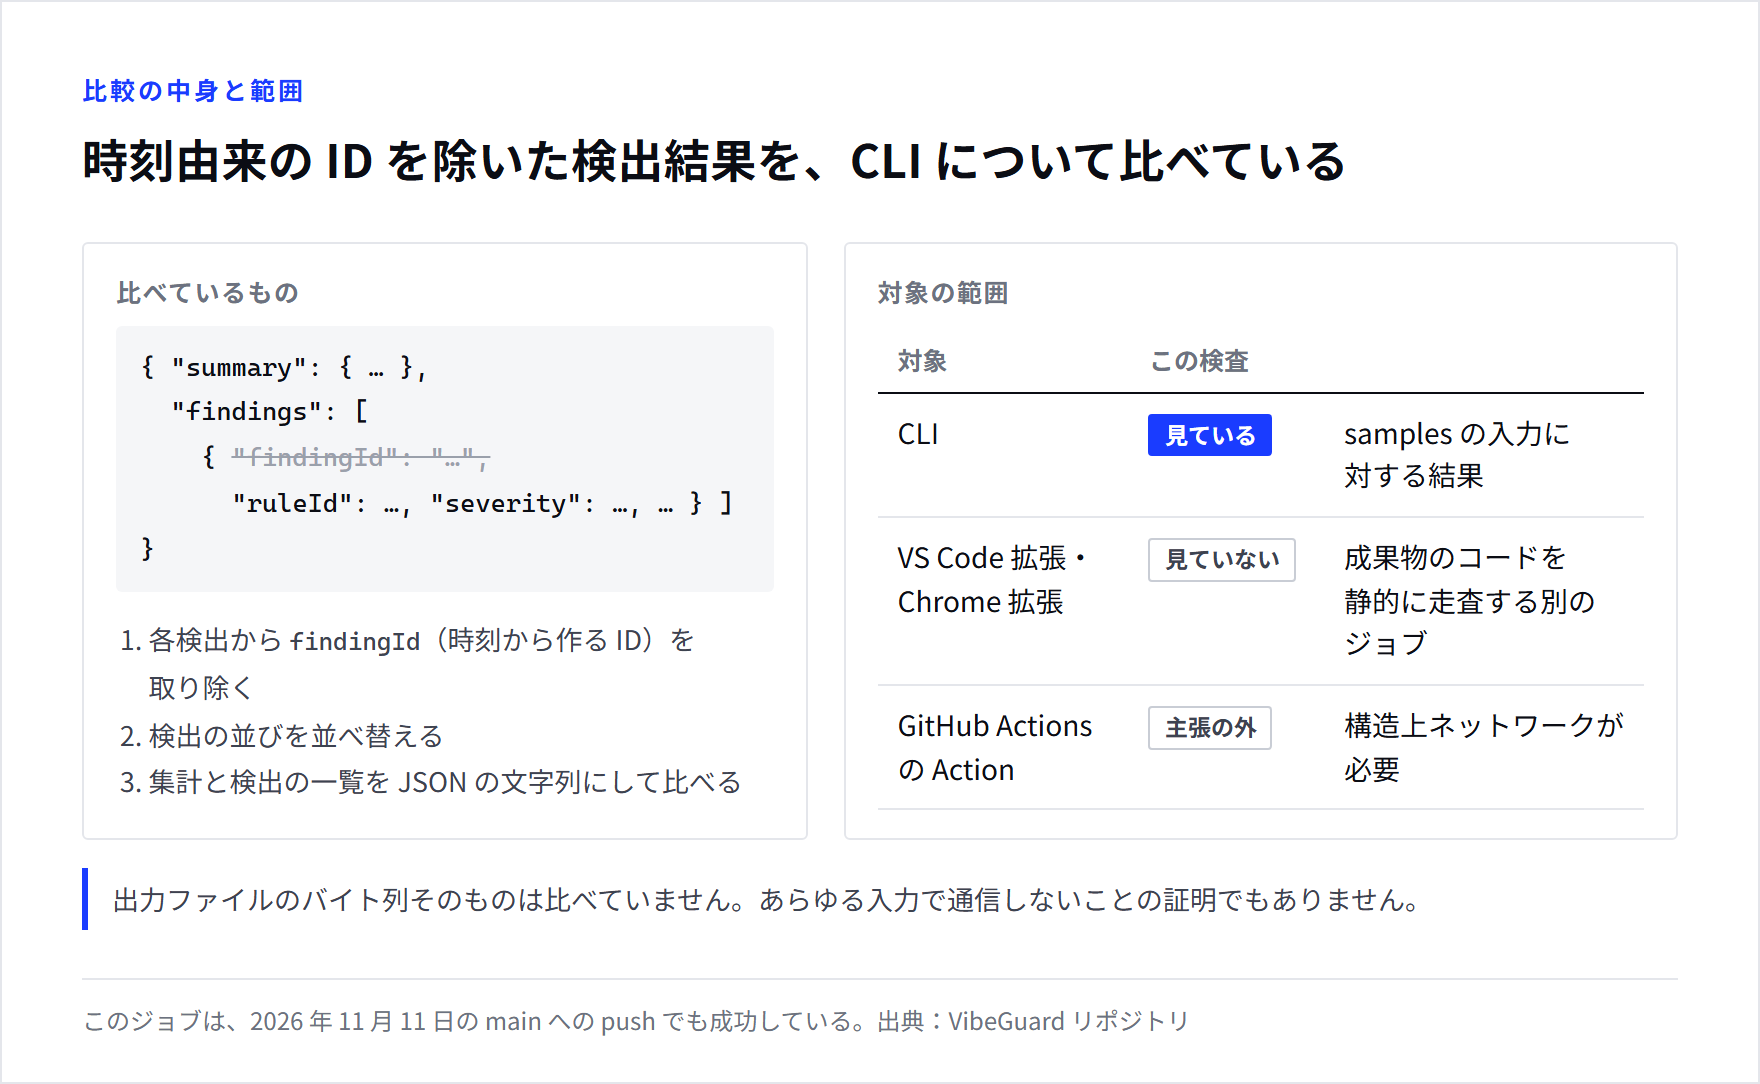 比較の中身と範囲
時刻由来の ID を除いた検出結果を、CLI について比べている
比べているもの
{ "summary": { … },
"findings": [
{ "findingId": "…",
"ruleId": …, "severity": …, … } ]
}
1. 各検出から findingId（時刻から作る ID）を
取り除く
2. 検出の並びを並べ替える
3. 集計と検出の一覧を JSON の文字列にして比べる
対象の範囲
対象 この検査
CLI 見ている samples の入力に
対する結果
VS Code 拡張・ 見ていない 成果物のコードを
Chrome 拡張 静的に走査する別の
ジョブ
GitHub Actions 主張の外 構造上ネットワークが
の Action 必要
出力ファイルのバイト列そのものは比べていません。あらゆる入力で通信しないことの証明でもありません。
このジョブは、2026 年 11 月 11 日の main への push でも成功している。出典：VibeGuard リポジトリ